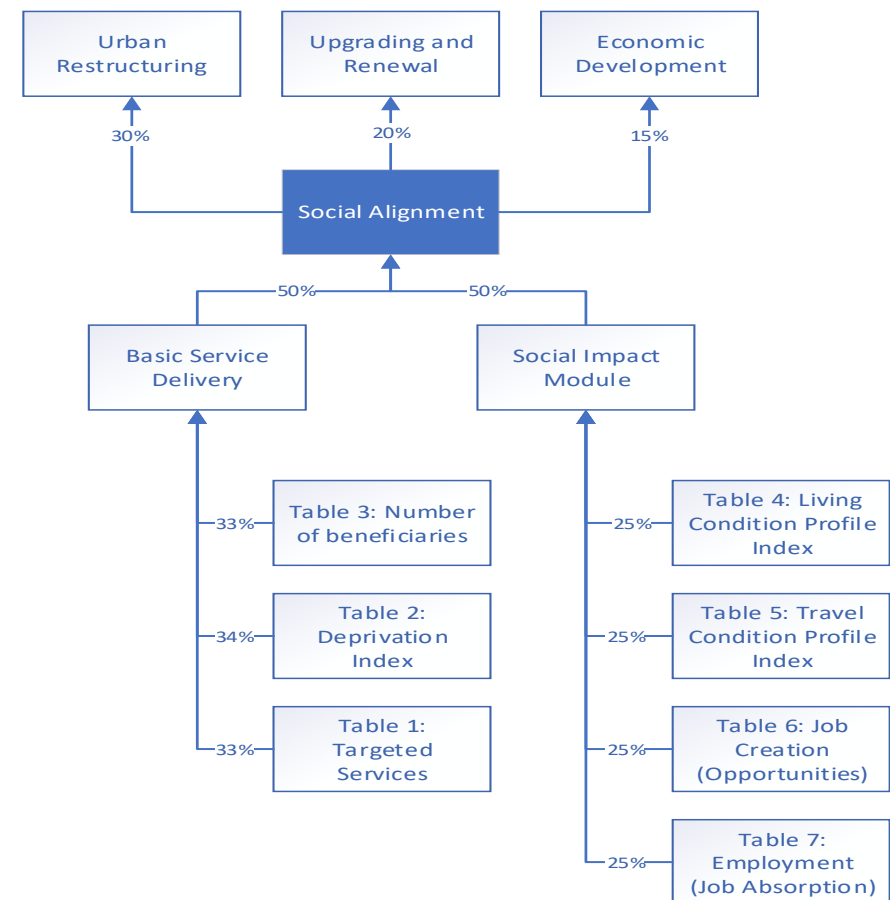 Urban
Restructuring
Upgrading and
Renewal
Economic
Development
30%
20%
15%
Social Alignment
50%
50%
Basic Service
Delivery
Social Impact
Module
33%
Table 3: Number
of beneficiaries
34%
Table 2:
Deprivation
Index
33%
Table 1:
Targeted
Services
25%
Table 4: Living
Condition Profile
Index
25%
Table 5: Travel
Condition Profile
Index
25%
Table 6: Job
Creation
(Opportunities)
25%
Table 7:
Employment
(Job Absorption)